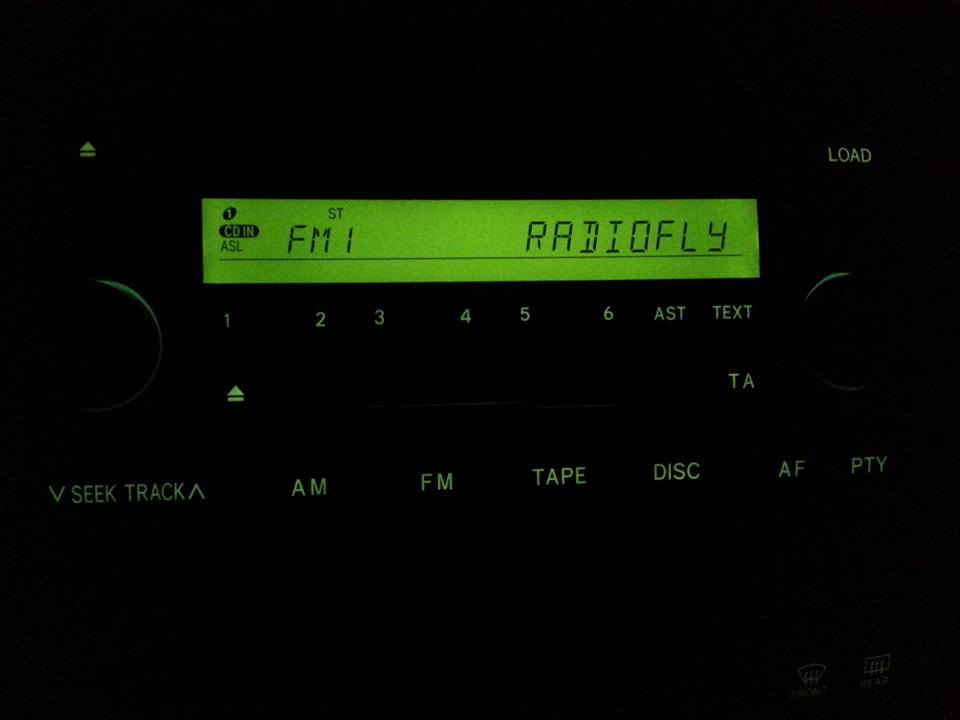 LOAD
1 ST
CD IN
ASL FM1 RADIOFLY
1 2 3 4 5 6 AST TEXT
TA
SEEK TRACK AM FM TAPE DISC AF PTY
FRONT REAR